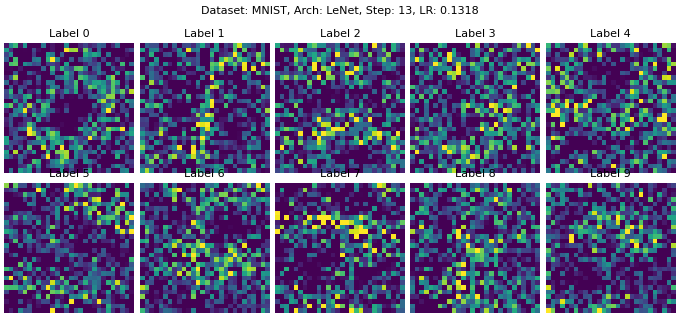 Dataset: MNIST, Arch: LeNet, Step: 13, LR: 0.1318
Label 0 Label 1 Label 2 Label 3 Label 4
Label 5 Label 6 Label 7 Label 8 Label 9